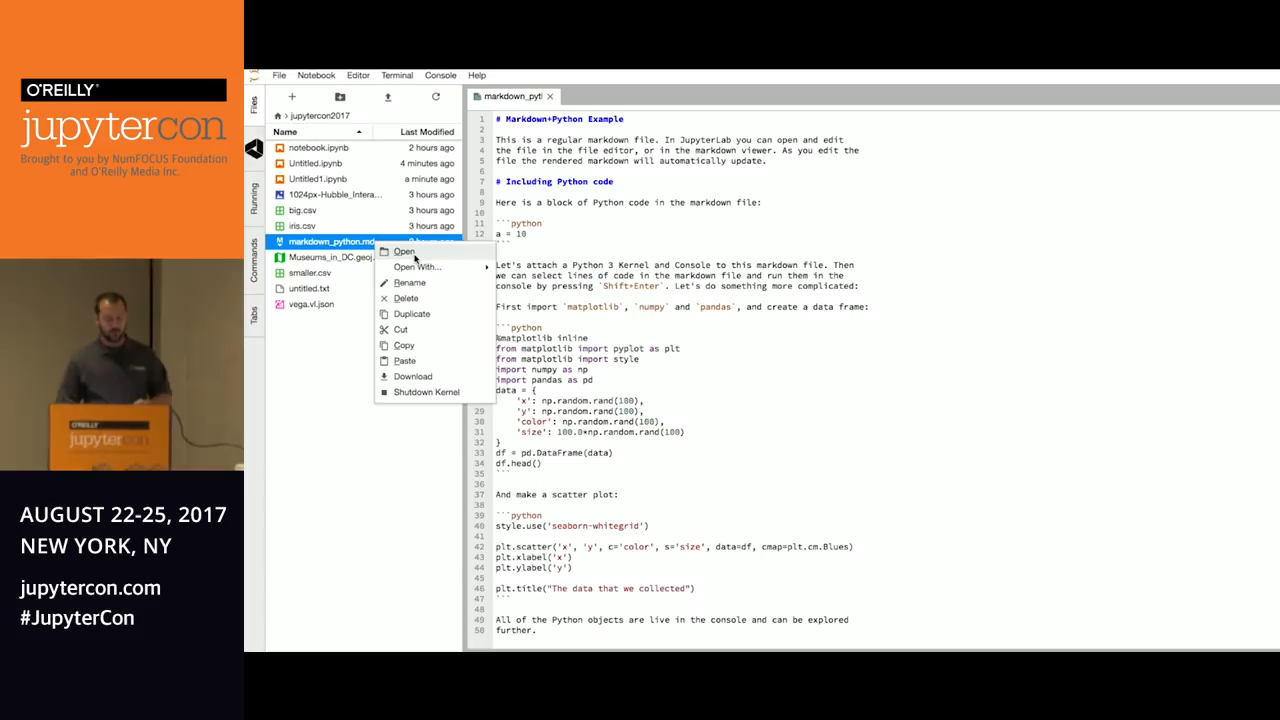 O'REILLY®
jupytercon
Brought to you by NumFOCUS Foundation
and O'Reilly Media Inc.
O'REILLY
jupytercon
AUGUST 22-25, 2017
NEW YORK, NY
jupytercon.com
#JupyterCon
File Notebook Editor Terminal Console Help
Files
Running
Commands
Tabs
jupytercon2017
Name Last Modified
notebook.ipynb 2 hours ago
Untitled.ipynb 4 minutes ago
Untitled1.ipynb a minute ago
1024px-Hubble_Intera... 3 hours ago
big.csv 3 hours ago
iris.csv 3 hours ago
markdown_python.md
Museums_in_DC.geoj
smaller.csv
untitled.txt
vega.vl.json
Open
Open With...
Rename
Delete
Duplicate
Cut
Copy
Paste
Download
Shutdown Kernel
markdown_pytl
1 # Markdown+Python Example
2
3 This is a regular markdown file. In JupyterLab you can open and edit
4 the file in the file editor, or in the markdown viewer. As you edit the
5 file the rendered markdown will automatically update.
6
7 # Including Python code
8
9 Here is a block of Python code in the markdown file:
10
11 ```python
12 a = 10
```
Let's attach a Python 3 Kernel and Console to this markdown file. Then
we can select lines of code in the markdown file and run them in the
console by pressing `Shift+Enter`. Let's do something more complicated:
First import `matplotlib`, `numpy` and `pandas`, and create a data frame:
```python
%matplotlib inline
from matplotlib import pyplot as plt
from matplotlib import style
import numpy as np
import pandas as pd
data = {
'x': np.random.rand(100),
29 'y': np.random.rand(100),
30 'color': np.random.rand(100),
31 'size': 100.0*np.random.rand(100)
32 }
33 df = pd.DataFrame(data)
34 df.head()
35 ```
36
37 And make a scatter plot:
38
39 ```python
40 style.use('seaborn-whitegrid')
41
42 plt.scatter('x', 'y', c='color', s='size', data=df, cmap=plt.cm.Blues)
43 plt.xlabel('x')
44 plt.ylabel('y')
45
46 plt.title("The data that we collected")
47 ```
48
49 All of the Python objects are live in the console and can be explored
50 further.